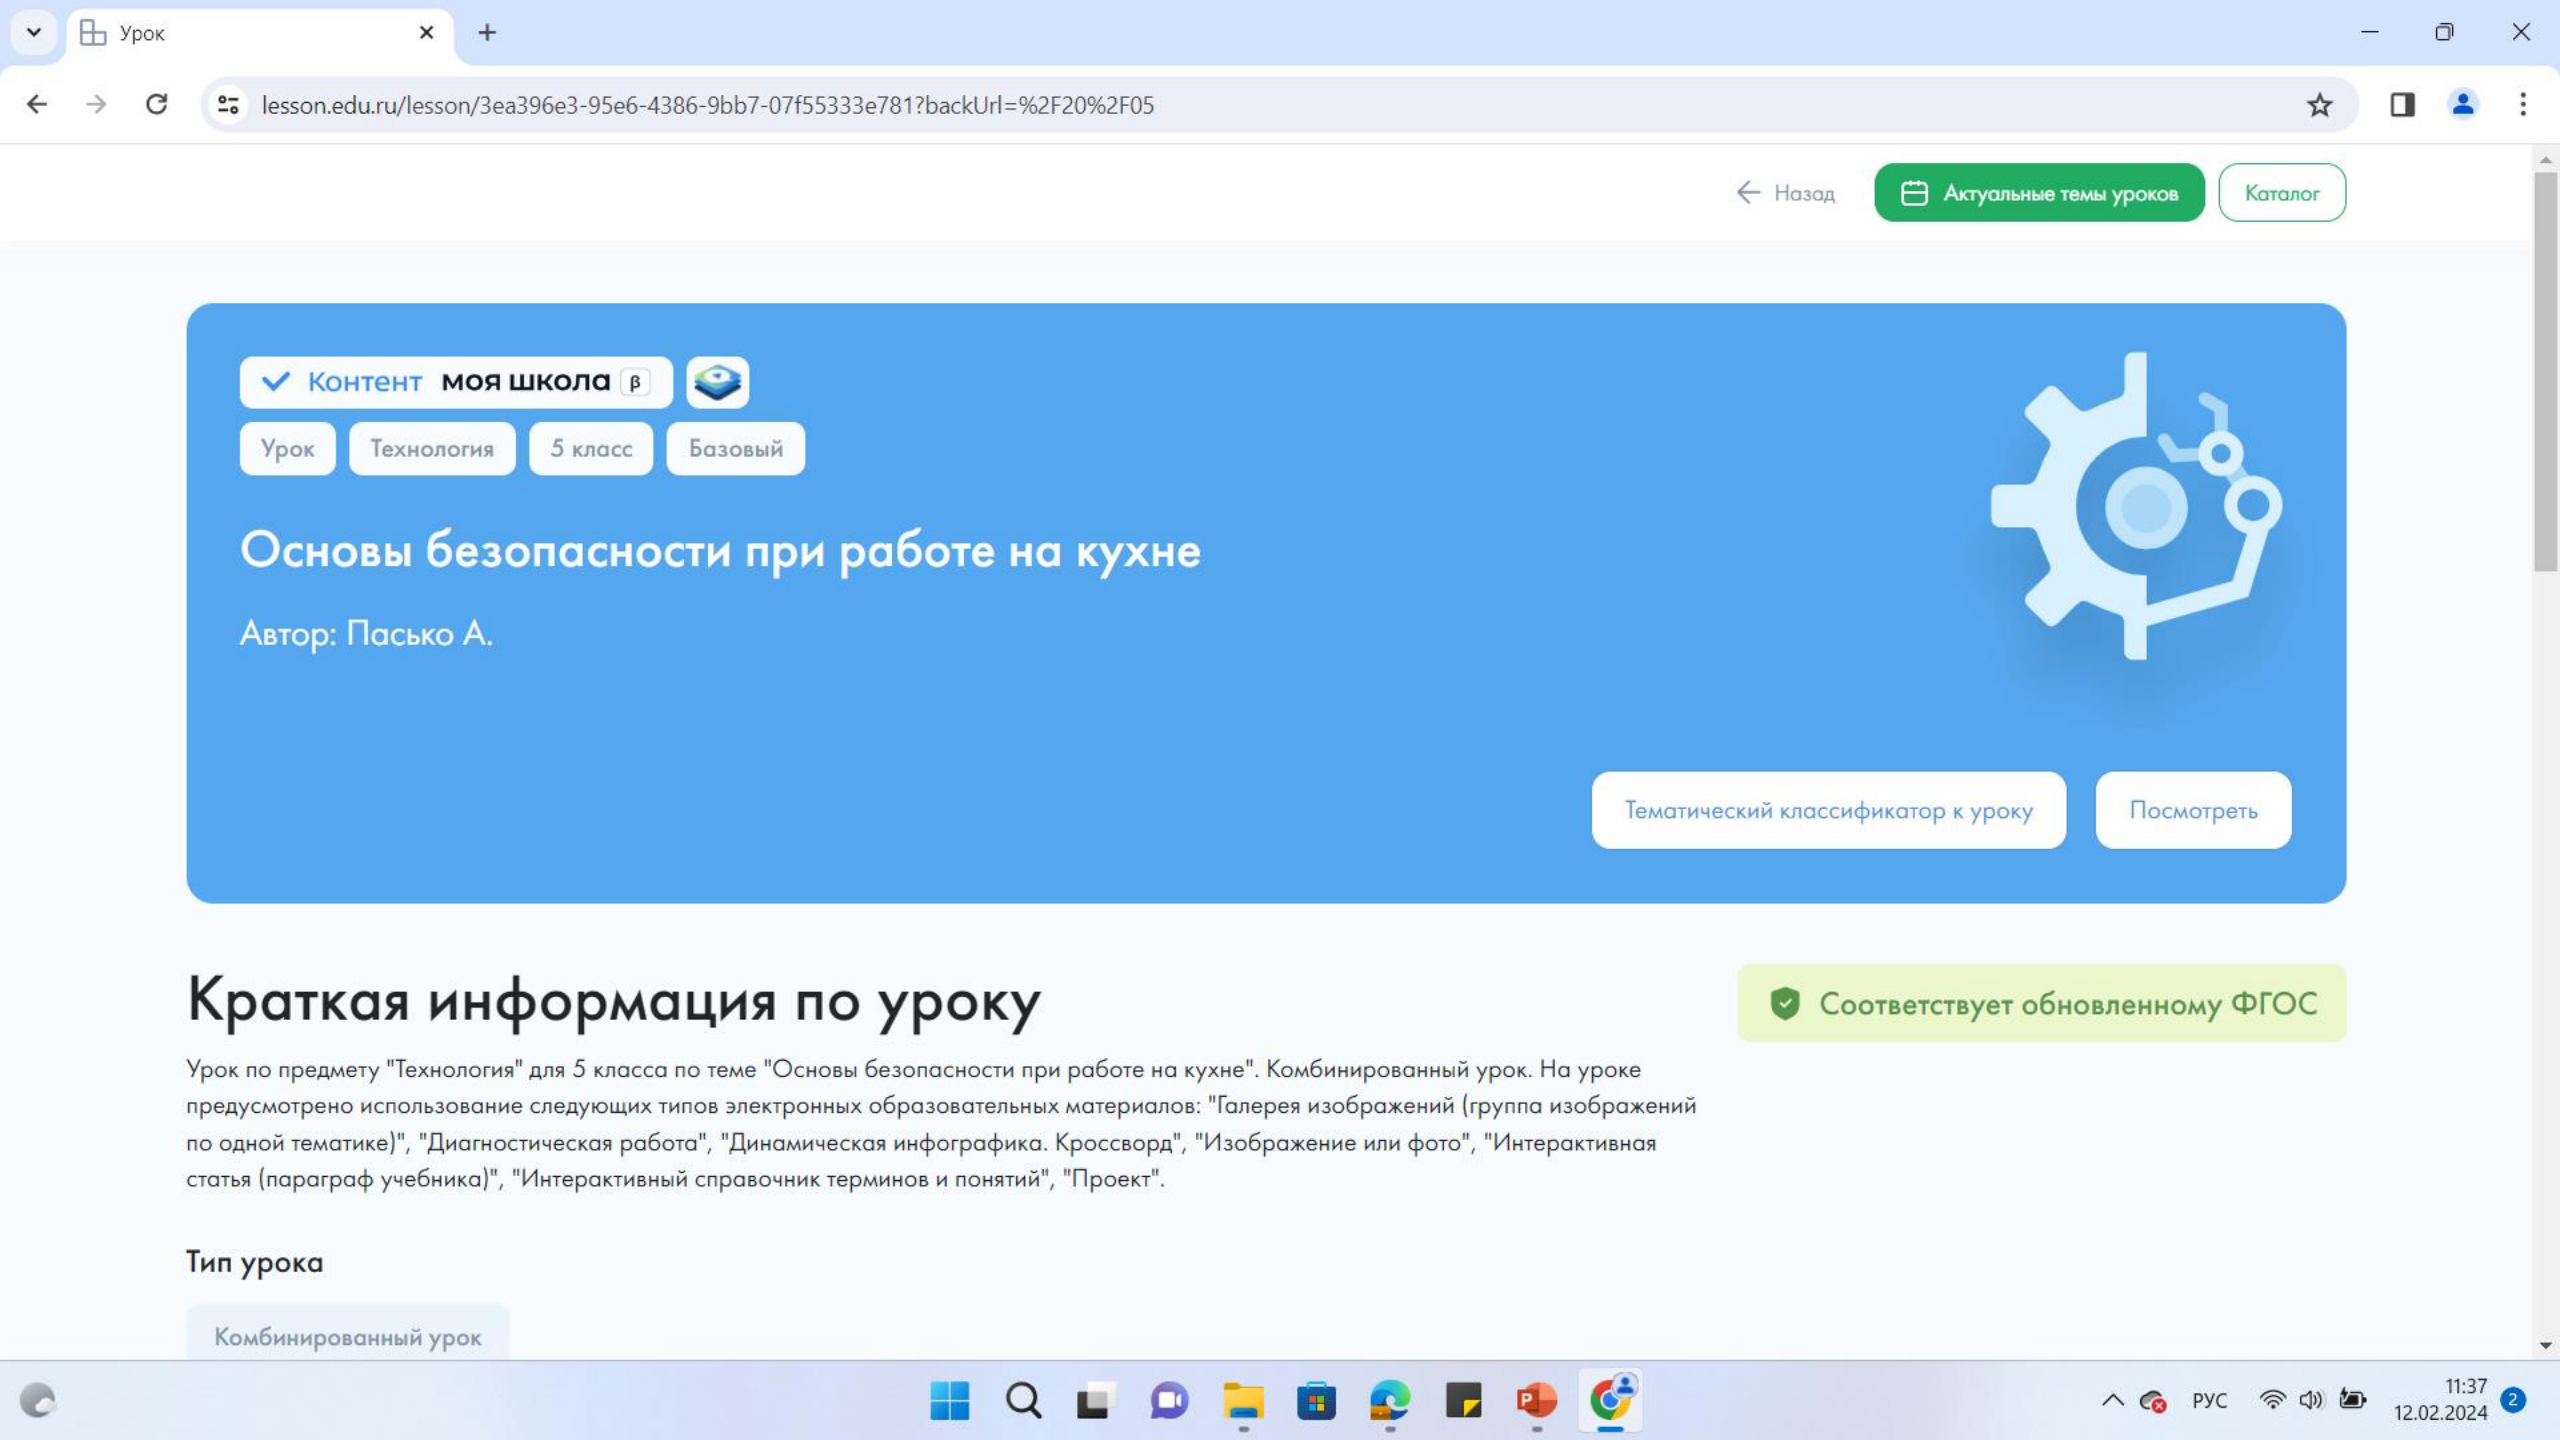 Урок
lesson.edu.ru/lesson/3ea396e3-95e6-4386-9bb7-07f55333e781?backUrl=%2F20%2F05
Назад
Актуальные темы уроков
Каталог
Контент моя школа β
Урок
Технология
5 класс
Базовый
Основы безопасности при работе на кухне
Автор: Пасько А.
Тематический классификатор к уроку
Посмотреть
Краткая информация по уроку
Соответствует обновленному ФГОС
Урок по предмету "Технология" для 5 класса по теме "Основы безопасности при работе на кухне". Комбинированный урок. На уроке
предусмотрено использование следующих типов электронных образовательных материалов: "Галерея изображений (группа изображений
по одной тематике)", "Диагностическая работа", "Динамическая инфографика. Кроссворд", "Изображение или фото", "Интерактивная
статья (параграф учебника)", "Интерактивный справочник терминов и понятий", "Проект".
Тип урока
Комбинированный урок
P
РУС
11:37
12.02.2024
2